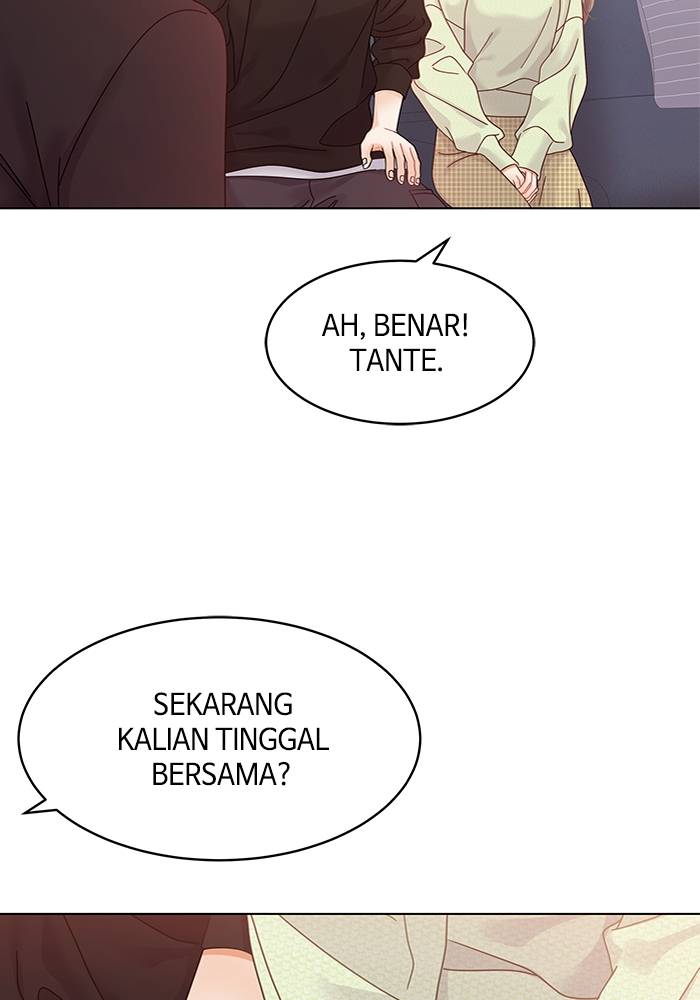 AH, BENAR!
TANTE.
SEKARANG
KALIAN TINGGAL
BERSAMA?